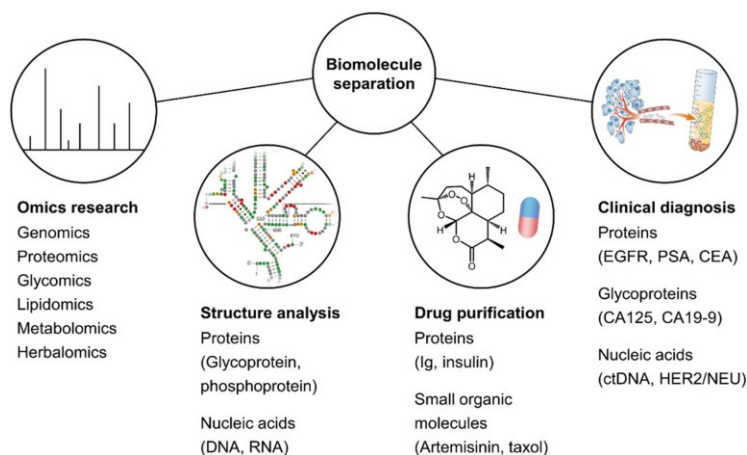 Biomolecule
separation
Omics research
Genomics
Proteomics
Glycomics
Lipidomics
Metabolomics
Herbalomics
Structure analysis
Proteins
(Glycoprotein,
phosphoprotein)
Nucleic acids
(DNA, RNA)
H
O
O
O
H
H
O
O
Drug purification
Proteins
(Ig, insulin)
Small organic
molecules
(Artemisinin, taxol)
Clinical diagnosis
Proteins
(EGFR, PSA, CEA)
Glycoproteins
(CA125, CA19-9)
Nucleic acids
(ctDNA, HER2/NEU)